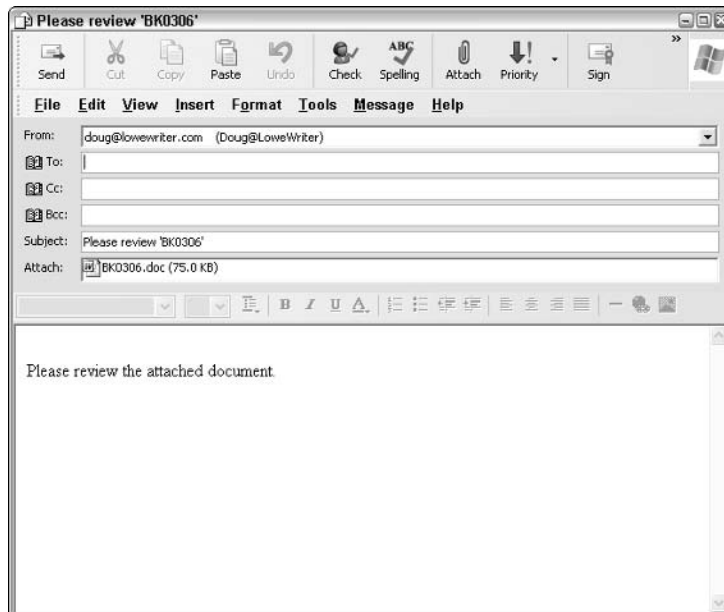 Please review 'BK0306'
Send Cut Copy Paste Undo Check ABC Spelling Attach Priority Sign »
File Edit View Insert Format Tools Message Help
From: doug@lowewriter.com (Doug@LoweWriter)
To:
Cc:
Bcc:
Subject: Please review 'BK0306'
Attach: BK0306.doc (75.0 KB)
B I U A
Please review the attached document.